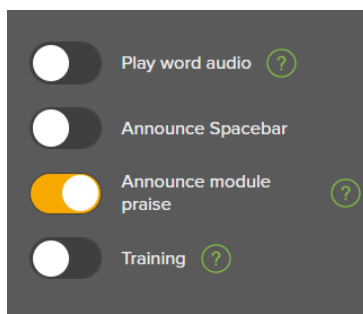 Play word audio ?
Announce Spacebar
Announce module
praise
?
Training ?